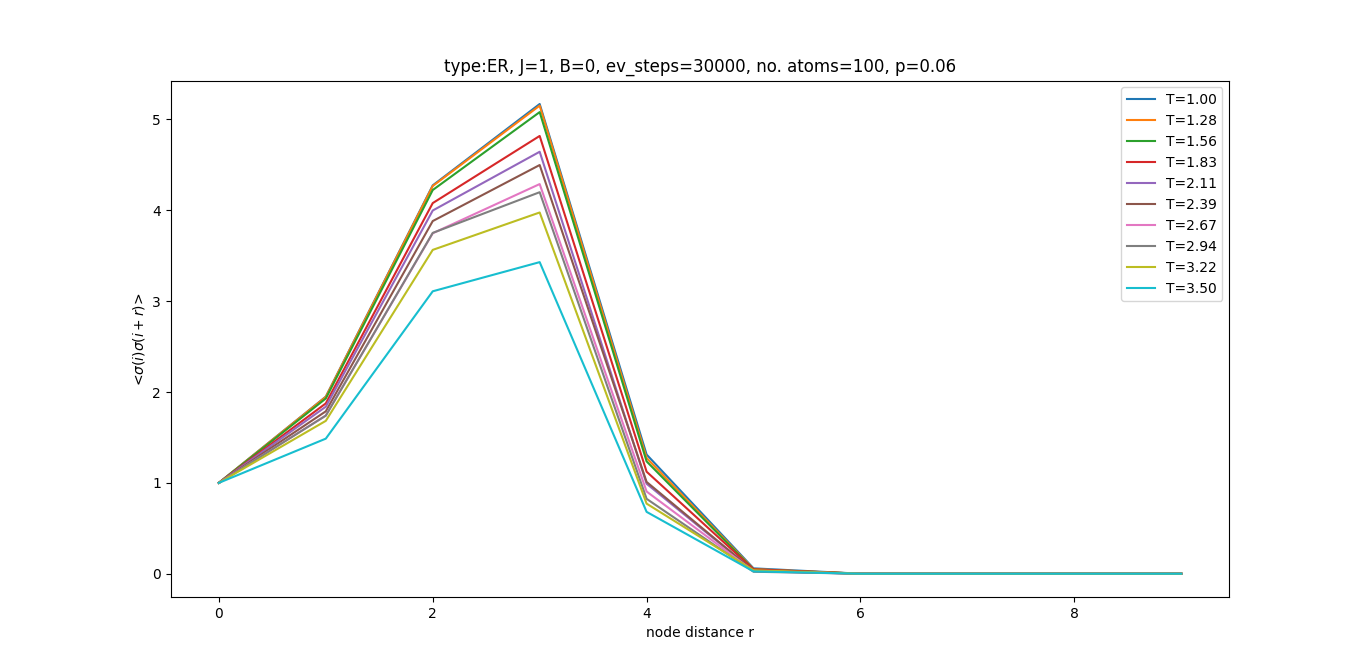 type:ER, J=1, B=0, ev_steps=30000, no. atoms=100, p=0.06
<σ(i)σ(i + r)>
5
4
3
2
1
0
0 2 4 6 8
node distance r
T=1.00
T=1.28
T=1.56
T=1.83
T=2.11
T=2.39
T=2.67
T=2.94
T=3.22
T=3.50